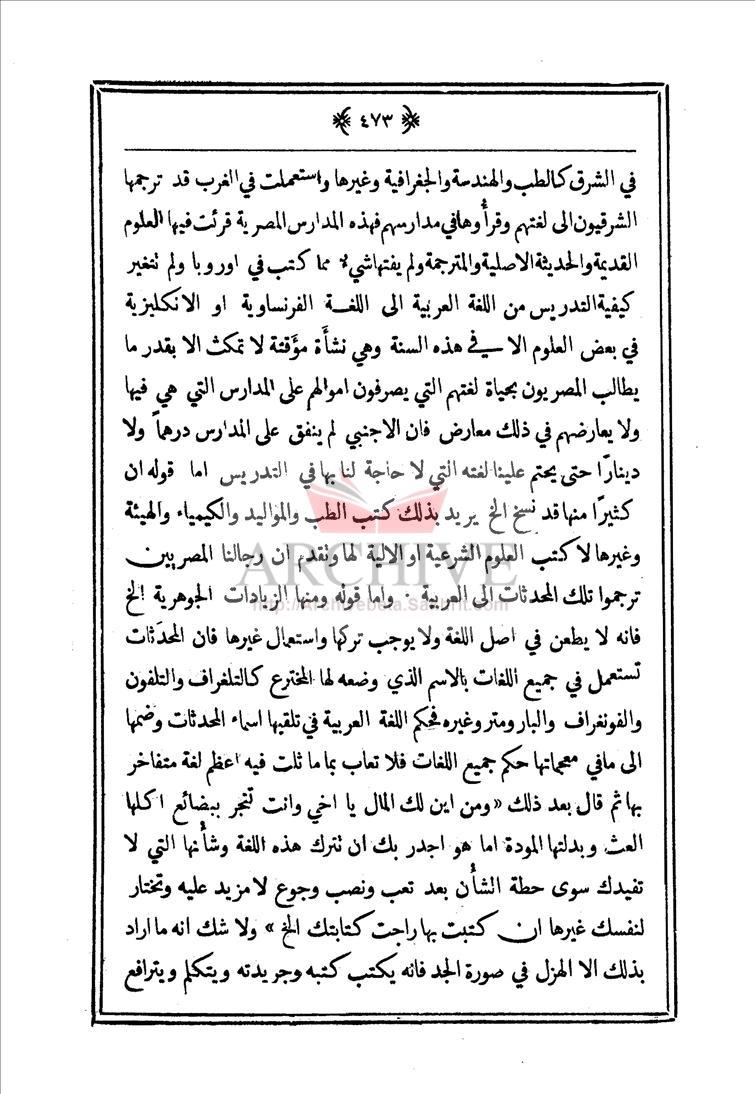 ﴿ ٤٧٣ ﴾
في الشرق كالطب والهندسة والجغرافية وغيرها واستعملت في الغرب قد ترجمها
الشرقيون الى لغتهم وقرأُوها في مدارسهم فهذه المدارس المصرية قرئت فيها العلوم
القديمة والحديثة الاصلية والمترجمة ولم يفتها شيء مما كتب في اوروبا ولم تتغير
كيفية التدريس من اللغة العربية الى اللغة الفرنساوية او الانكليزية
في بعض العلوم الا في هذه السنة وهي نشأة مؤقتة لا تمكث الا بقدر ما
يطالب المصريون بحياة لغتهم التي يصرفون اموالهم على المدارس التي هي فيها
ولا يعارضهم في ذلك معارض فان الاجنبي لم ينفق على المدارس درهماً ولا
دينارًا حتى يحتم علينا لغته التي لا حاجة لنا بها في التدريس اما قوله ان
كثيرًا منها قد نسخ الخ يريد بذلك كتب الطب والمواليد والكيمياء والهيئة
وغيرها لا كتب العلوم الشرعية او الالية لها ونقدم ان رجالنا المصريين
ترجموا تلك المحدثات الى العربية . واما قوله ومنها الزيادات الجوهرية الخ
فانه لا يطعن في اصل اللغة ولا يوجب تركها واستعمال غيرها فان المحدَثات
تستعمل في جميع اللغات بالاسم الذي وضعه لها المخترع كالتلغراف والتلفون
والفونغراف والبارومتر وغيره فحكم اللغة العربية في تلقيها اسماء المحدثات وضمها
الى ما في معجماتها حكم جميع اللغات فلا تعاب بما ماثلت فيه اعظم لغة متفاخر
بها ثم قال بعد ذلك «ومن اين لك المال يا اخي وانت تتجر ببضائع اكلها
العث وبدلتها المودة اما هو اجدر بك ان نترك هذه اللغة وشأنها التي لا
تفيدك سوى حطة الشأن بعد تعب ونصب وجوع لا مزيد عليه وتختار
لنفسك غيرها ان كتبت بها راجت كتابتك الخ » ولا شك انه ما اراد
بذلك الا الهزل في صورة الجد فانه يكتب كتبه وجريدته ويتكلم ويترافع
ARCHIVE